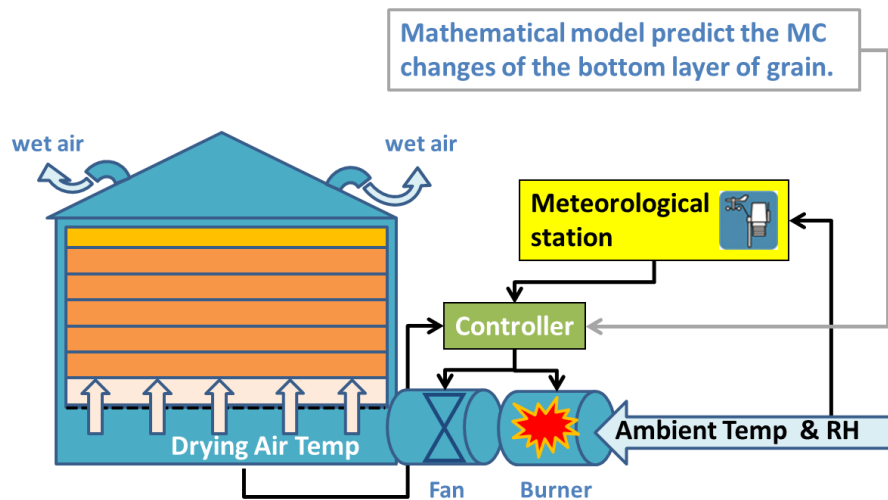 Mathematical model predict the MC
changes of the bottom layer of grain.
wet air
wet air
Meteorological
station
Controller
Ambient Temp & RH
Drying Air Temp
Fan
Burner